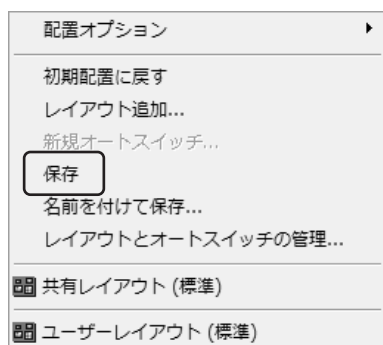 配置オプション
初期配置に戻す
レイアウト追加...
新規オートスイッチ...
保存
名前を付けて保存...
レイアウトとオートスイッチの管理...
共有レイアウト (標準)
ユーザーレイアウト (標準)